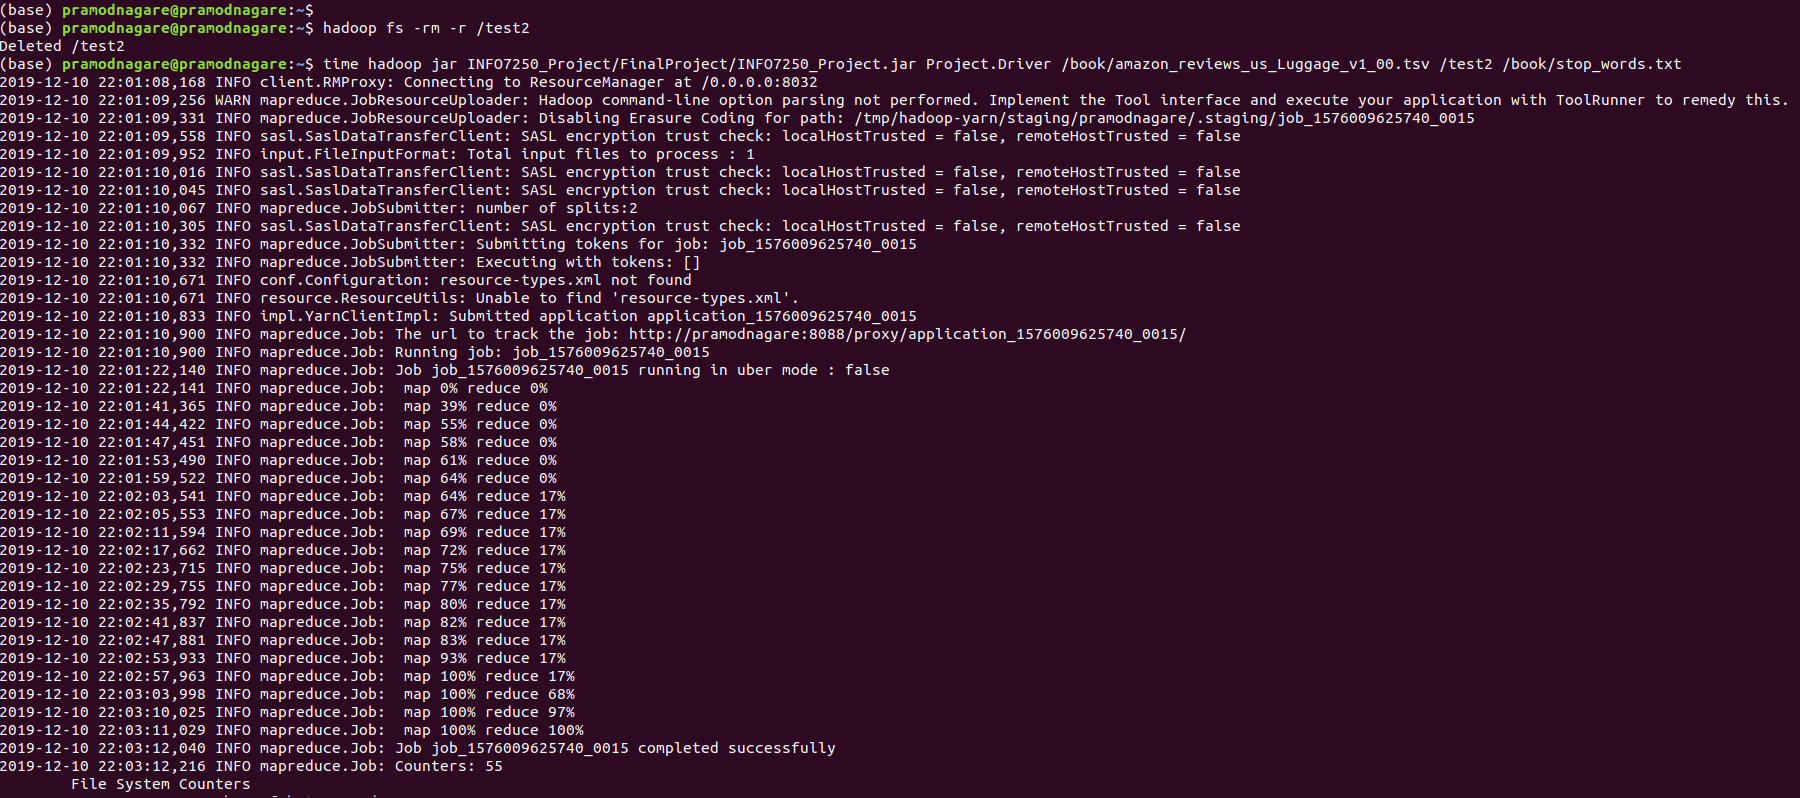 (base) pramodnagare@pramodnagare:~$
(base) pramodnagare@pramodnagare:~$ hadoop fs -rm -r /test2
Deleted /test2
(base) pramodnagare@pramodnagare:~$ time hadoop jar INFO7250_Project/FinalProject/INFO7250_Project.jar Project.Driver /book/amazon_reviews_us_Luggage_v1_00.tsv /test2 /book/stop_words.txt
2019-12-10 22:01:08,168 INFO client.RMProxy: Connecting to ResourceManager at /0.0.0.0:8032
2019-12-10 22:01:09,256 WARN mapreduce.JobResourceUploader: Hadoop command-line option parsing not performed. Implement the Tool interface and execute your application with ToolRunner to remedy this.
2019-12-10 22:01:09,331 INFO mapreduce.JobResourceUploader: Disabling Erasure Coding for path: /tmp/hadoop-yarn/staging/pramodnagare/.staging/job_1576009625740_0015
2019-12-10 22:01:09,558 INFO sasl.SaslDataTransferClient: SASL encryption trust check: localHostTrusted = false, remoteHostTrusted = false
2019-12-10 22:01:09,952 INFO input.FileInputFormat: Total input files to process : 1
2019-12-10 22:01:10,016 INFO sasl.SaslDataTransferClient: SASL encryption trust check: localHostTrusted = false, remoteHostTrusted = false
2019-12-10 22:01:10,045 INFO sasl.SaslDataTransferClient: SASL encryption trust check: localHostTrusted = false, remoteHostTrusted = false
2019-12-10 22:01:10,067 INFO mapreduce.JobSubmitter: number of splits:2
2019-12-10 22:01:10,305 INFO sasl.SaslDataTransferClient: SASL encryption trust check: localHostTrusted = false, remoteHostTrusted = false
2019-12-10 22:01:10,332 INFO mapreduce.JobSubmitter: Submitting tokens for job: job_1576009625740_0015
2019-12-10 22:01:10,332 INFO mapreduce.JobSubmitter: Executing with tokens: []
2019-12-10 22:01:10,671 INFO conf.Configuration: resource-types.xml not found
2019-12-10 22:01:10,671 INFO resource.ResourceUtils: Unable to find 'resource-types.xml'.
2019-12-10 22:01:10,833 INFO impl.YarnClientImpl: Submitted application application_1576009625740_0015
2019-12-10 22:01:10,900 INFO mapreduce.Job: The url to track the job: http://pramodnagare:8088/proxy/application_1576009625740_0015/
2019-12-10 22:01:10,900 INFO mapreduce.Job: Running job: job_1576009625740_0015
2019-12-10 22:01:22,140 INFO mapreduce.Job: Job job_1576009625740_0015 running in uber mode : false
2019-12-10 22:01:22,141 INFO mapreduce.Job:  map 0% reduce 0%
2019-12-10 22:01:41,365 INFO mapreduce.Job:  map 39% reduce 0%
2019-12-10 22:01:44,422 INFO mapreduce.Job:  map 55% reduce 0%
2019-12-10 22:01:47,451 INFO mapreduce.Job:  map 58% reduce 0%
2019-12-10 22:01:53,490 INFO mapreduce.Job:  map 61% reduce 0%
2019-12-10 22:01:59,522 INFO mapreduce.Job:  map 64% reduce 0%
2019-12-10 22:02:03,541 INFO mapreduce.Job:  map 64% reduce 17%
2019-12-10 22:02:05,553 INFO mapreduce.Job:  map 67% reduce 17%
2019-12-10 22:02:11,594 INFO mapreduce.Job:  map 69% reduce 17%
2019-12-10 22:02:17,662 INFO mapreduce.Job:  map 72% reduce 17%
2019-12-10 22:02:23,715 INFO mapreduce.Job:  map 75% reduce 17%
2019-12-10 22:02:29,755 INFO mapreduce.Job:  map 77% reduce 17%
2019-12-10 22:02:35,792 INFO mapreduce.Job:  map 80% reduce 17%
2019-12-10 22:02:41,837 INFO mapreduce.Job:  map 82% reduce 17%
2019-12-10 22:02:47,881 INFO mapreduce.Job:  map 83% reduce 17%
2019-12-10 22:02:53,933 INFO mapreduce.Job:  map 93% reduce 17%
2019-12-10 22:02:57,963 INFO mapreduce.Job:  map 100% reduce 17%
2019-12-10 22:03:03,998 INFO mapreduce.Job:  map 100% reduce 68%
2019-12-10 22:03:10,025 INFO mapreduce.Job:  map 100% reduce 97%
2019-12-10 22:03:11,029 INFO mapreduce.Job:  map 100% reduce 100%
2019-12-10 22:03:12,040 INFO mapreduce.Job: Job job_1576009625740_0015 completed successfully
2019-12-10 22:03:12,216 INFO mapreduce.Job: Counters: 55
File System Counters